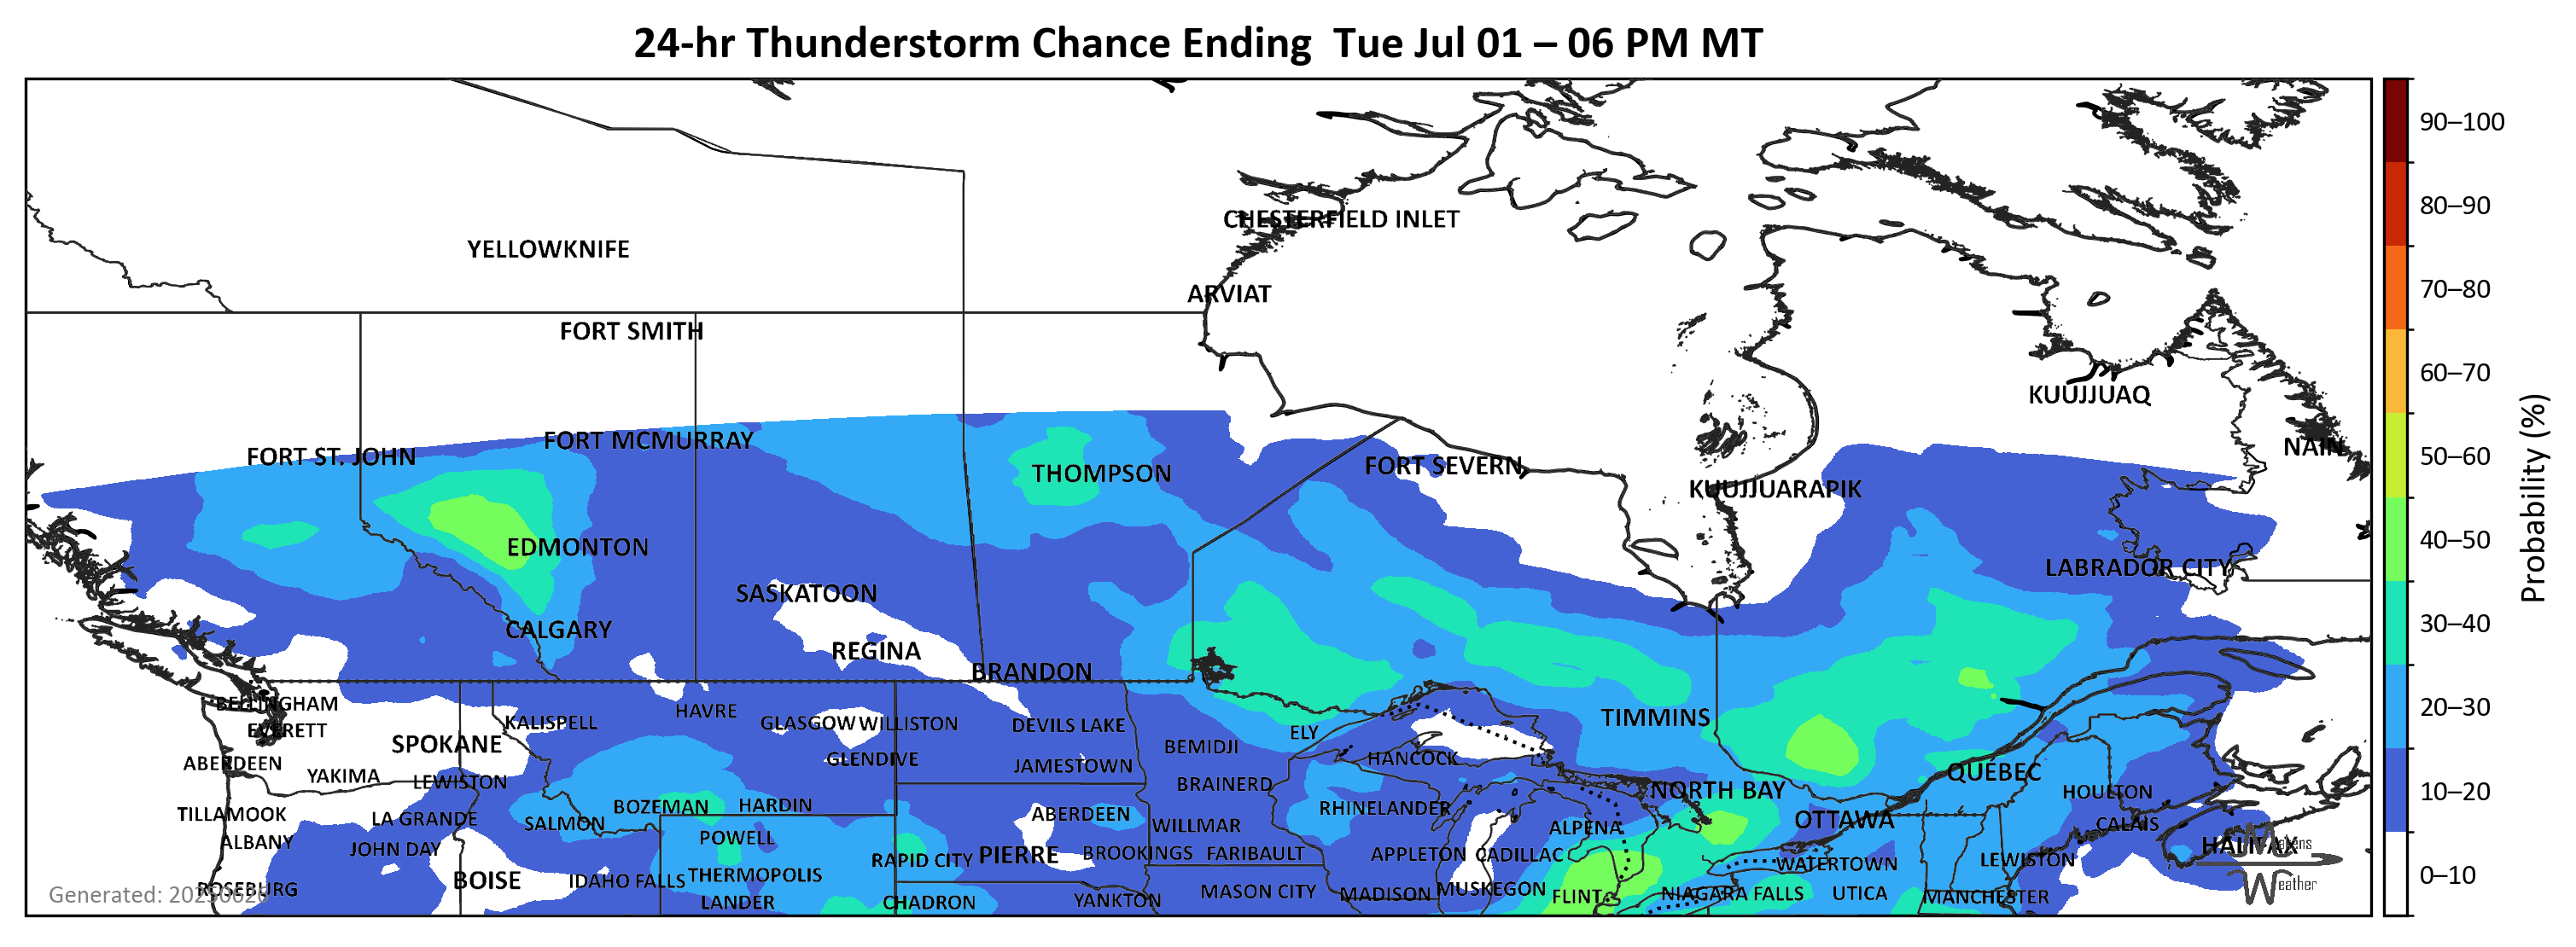 24-hr Thunderstorm Chance Ending  Tue Jul 01 – 06 PM MT
90–100
CHESTERFIELD INLET
80–90
YELLOWKNIFE
ARVIAT
70–80
FORT SMITH
60–70
KUUJJUAQ
FORT MCMURRAY
NAIN
FORT ST. JOHN
50–60
FORT SEVERN
THOMPSON
KUUJJUARAPIK
Probability (%)
EDMONTON
40–50
LABRADOR CITY
SASKATOON
CALGARY
30–40
REGINA
BRANDON
BELLINGHAM
HAVRE
20–30
TIMMINS
KALISPELL
GLASGOW
WILLISTON
DEVILS LAKE
EVERETT
ELY
SPOKANE
BEMIDJI
GLENDIVE
HANCOCK
ABERDEEN
JAMESTOWN
QUÉBEC
YAKIMA
LEWISTON
BRAINERD
NORTH BAY
HOULTON
10–20
BOZEMAN
HARDIN
RHINELANDER
TILLAMOOK
LA GRANDE
SALMON
ABERDEEN
WILLMAR
ALPENA
OTTAWA
CALAIS
ALBANY
POWELL
HALIFAX
Makens
JOHN DAY
RAPID CITY
PIERRE
BROOKINGS
FARIBAULT
APPLETON
CADILLAC
WATERTOWN
LEWISTON
BOISE
IDAHO FALLS
THERMOPOLIS
0–10
Weather
ROSEBURG
MASON CITY
MADISON
MUSKEGON
FLINT
NIAGARA FALLS
UTICA
MANCHESTER
LANDER
CHADRON
YANKTON
Generated: 20250626